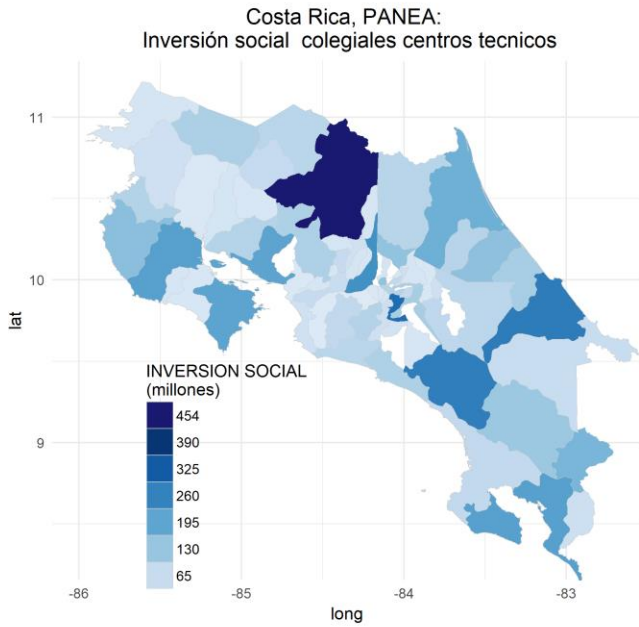 Costa Rica, PANEA:
Inversión social colegiales centros tecnicos
11
10
9
lat
INVERSION SOCIAL
(millones)
454
390
325
260
195
130
65
-86
-85
-84
-83
long